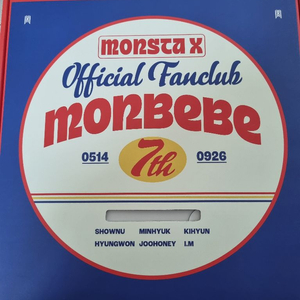 MONSTA X
Official Fanclub
MONBEBE
0514 7th 0926
SHOWNU MINHYUK KIHYUN
HYUNGWON JOOHONEY I.M